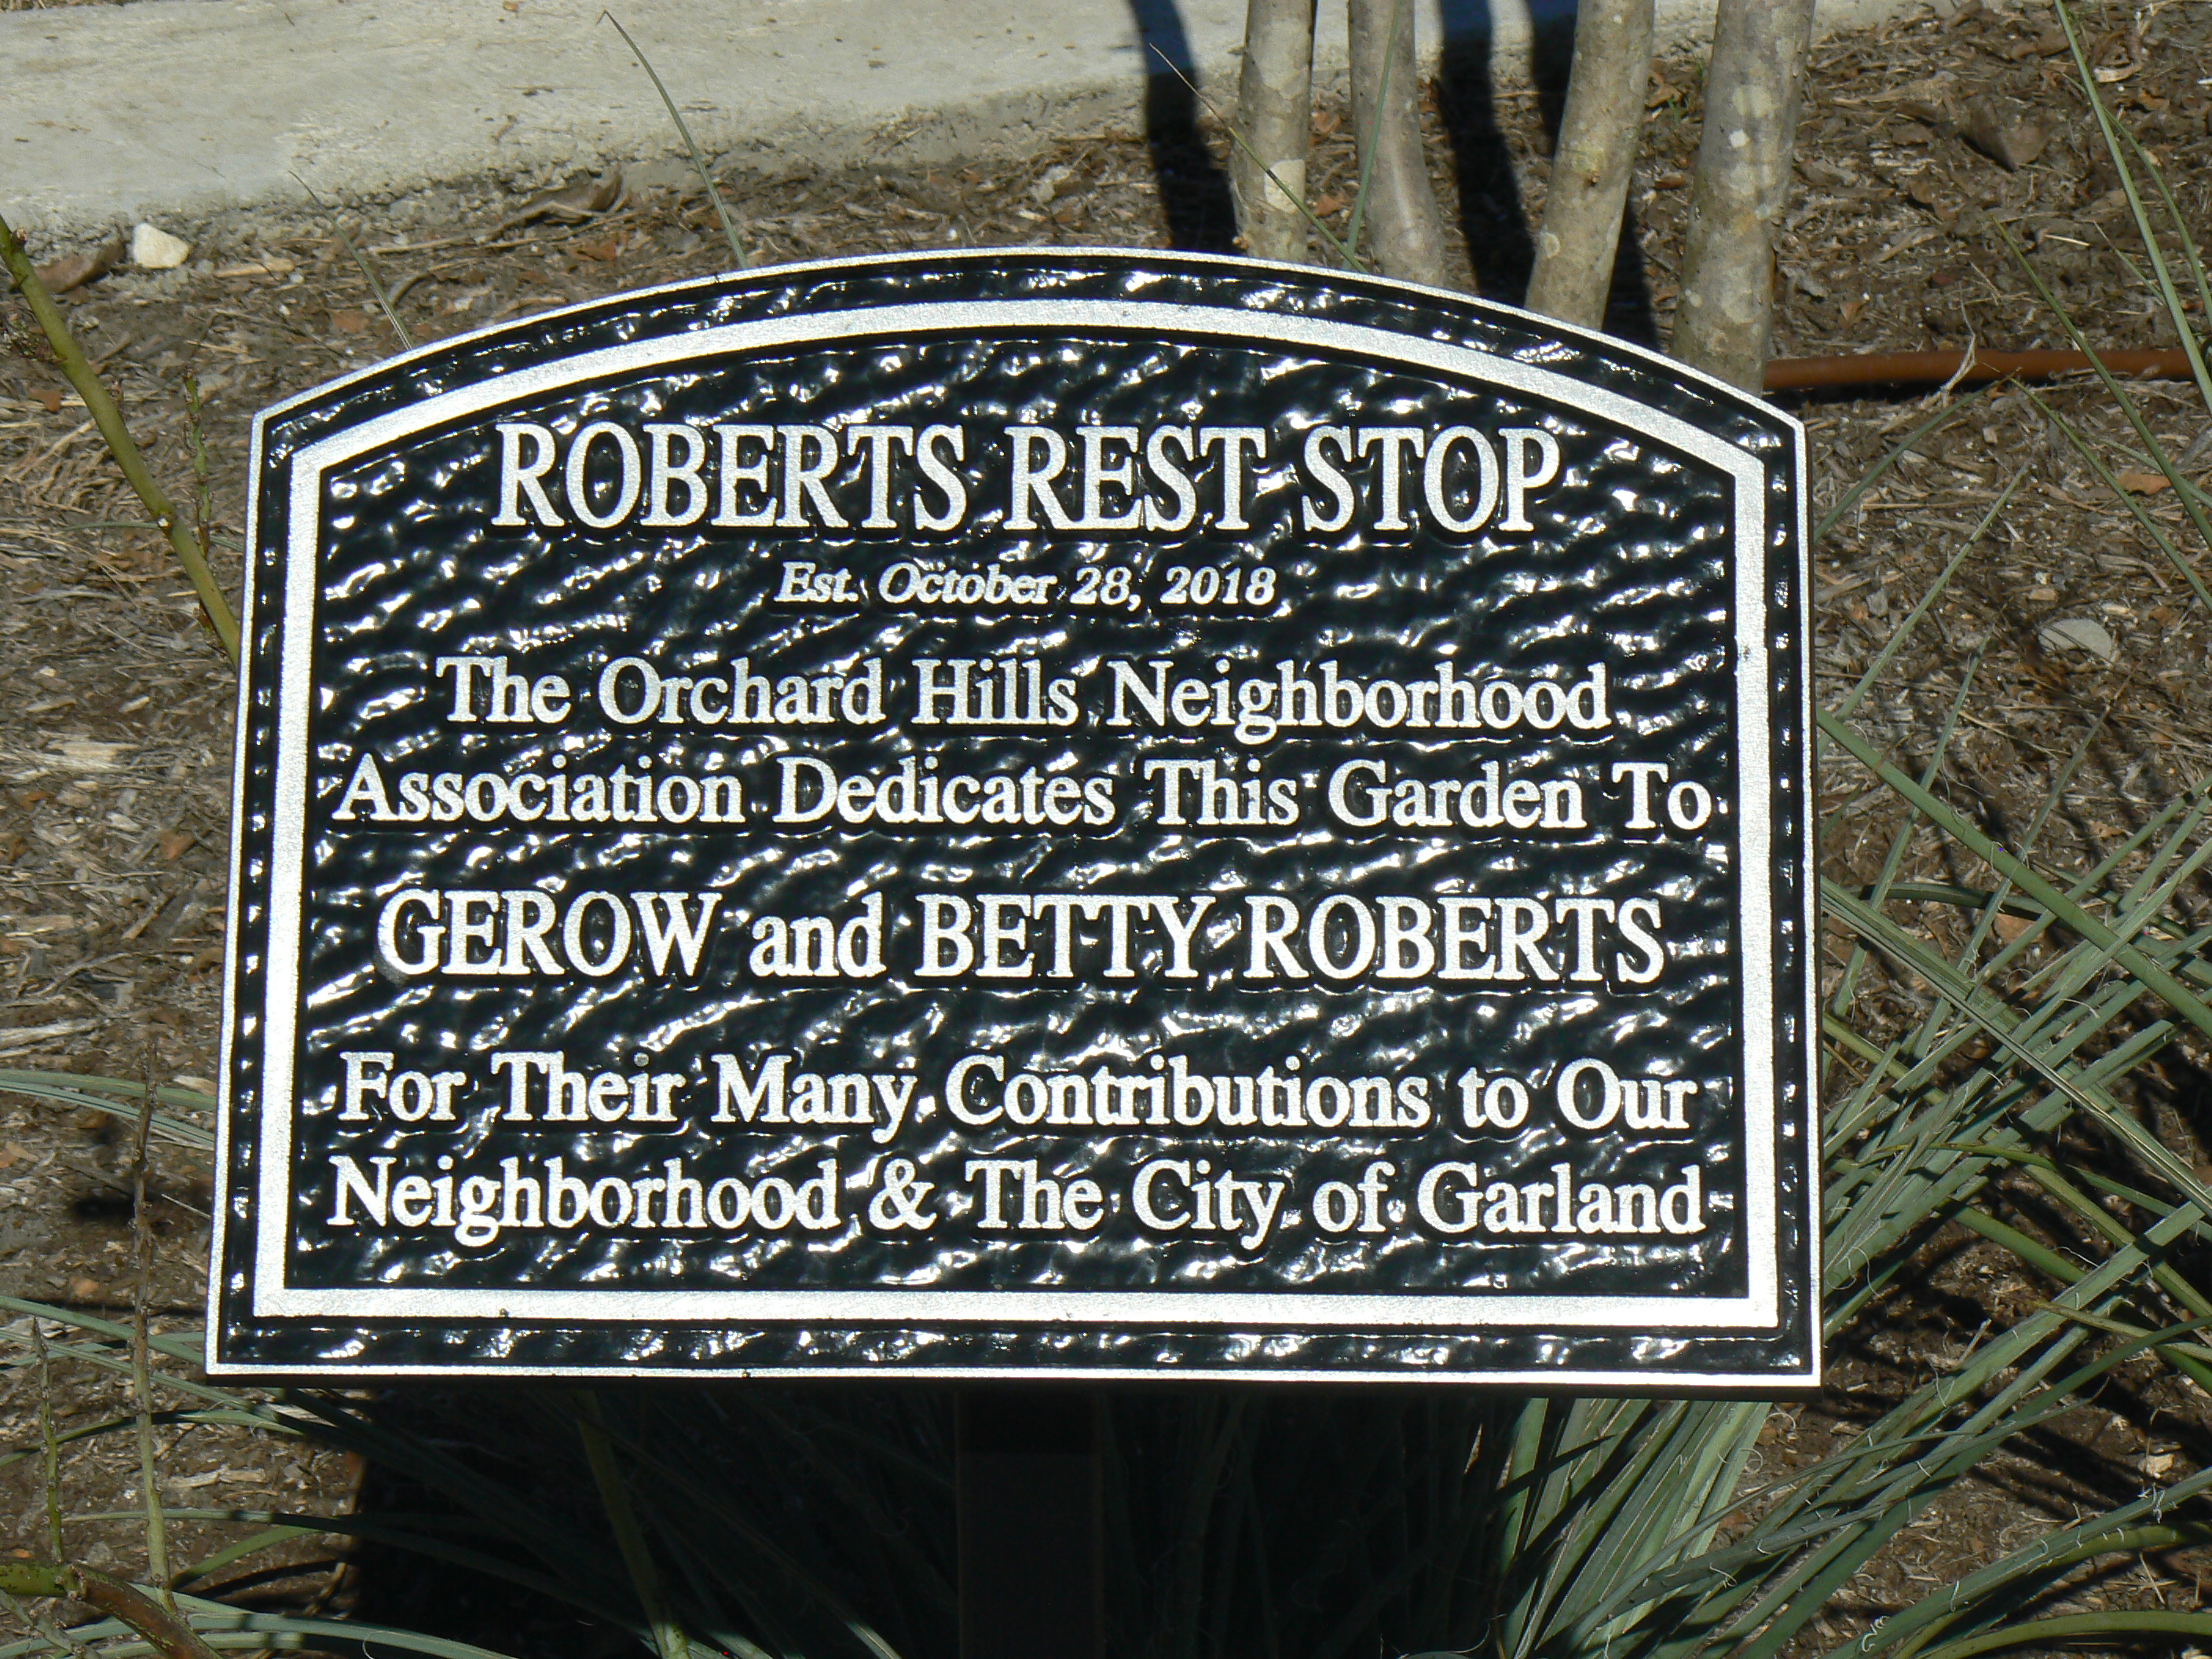 ROBERTS REST STOP
Est. October 28, 2018
The Orchard Hills Neighborhood
Association Dedicates This Garden To
GEROW and BETTY ROBERTS
For Their Many Contributions to Our
Neighborhood & The City of Garland